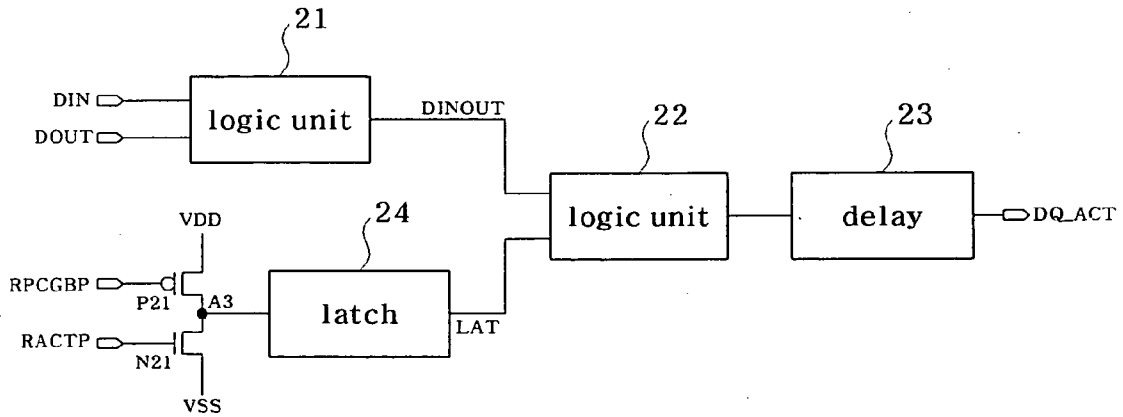 21
DIN
DOUT
logic unit
DINOUT
22
logic unit
23
delay
DQ_ACT
VDD
RPCGBP
P21
A3
24
latch
LAT
RACTP
N21
VSS